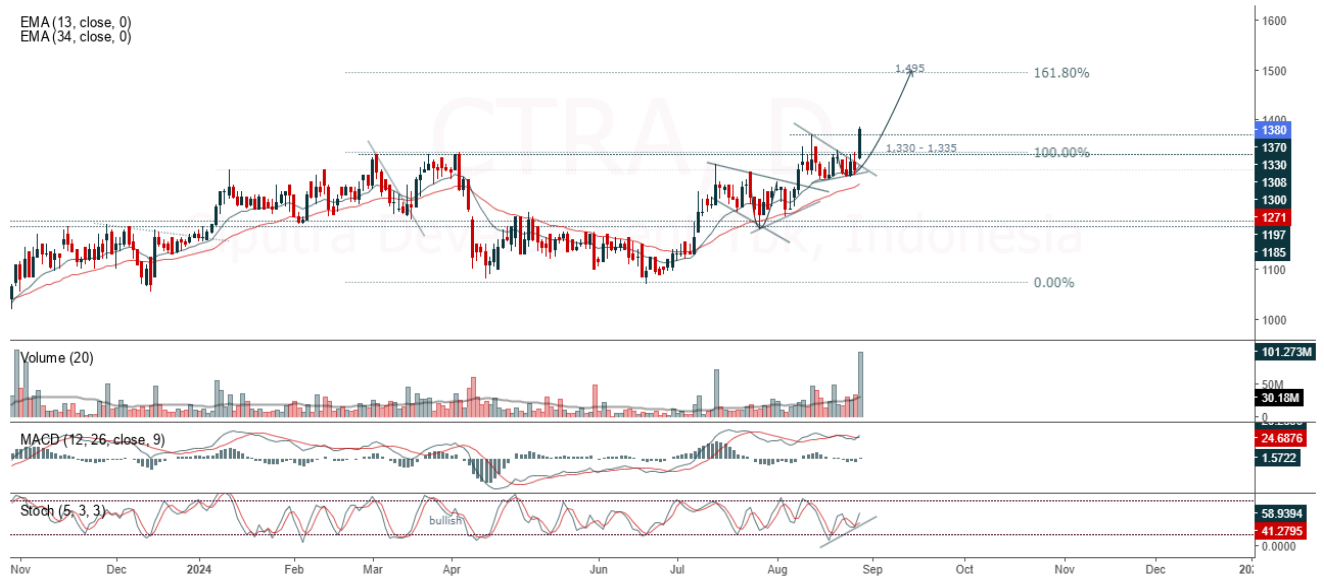 EMA (13, close, 0)
EMA (34, close, 0)
CTRA, D
1600
1500
1400
1380
1370
1330
1308
1300
1271
1197
1185
1100
1000
1,495
161.80%
1,330 - 1,335
100.00%
0.00%
Volume (20)
101.273M
50M
30.18M
0
MACD (12, 26, close, 9)
24.6876
1.5722
Stoch (5, 3, 3)
bullish
58.9394
41.2795
0.0000
Nov Dec 2024 Feb Mar Apr Jun Jul Aug Sep Oct Nov Dec